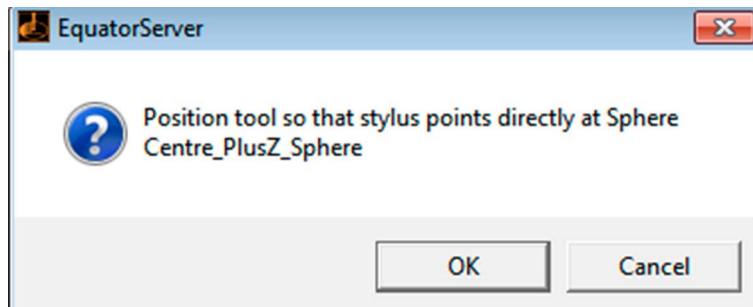 EquatorServer
Position tool so that stylus points directly at Sphere
Centre_PlusZ_Sphere
OK
Cancel